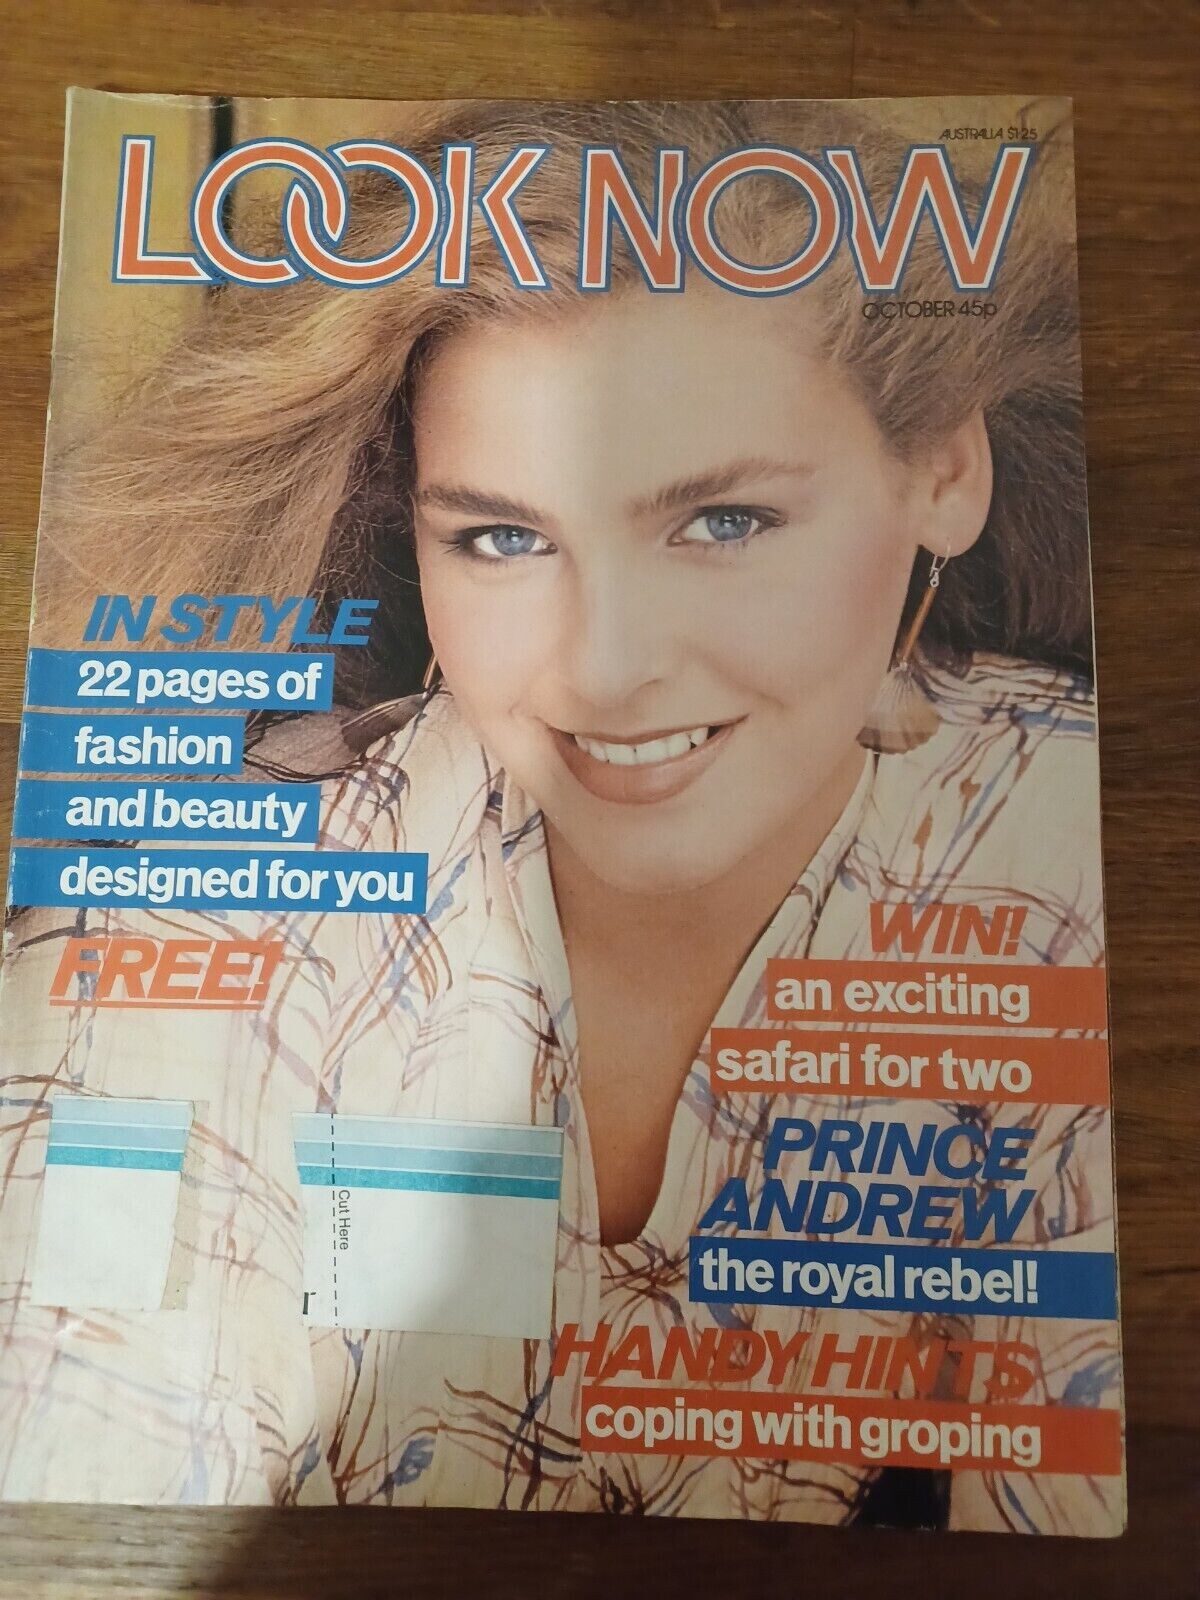 AUSTRALIA $1·25
LOOK NOW
OCTOBER 45p
IN STYLE
22 pages of
fashion
and beauty
designed for you
FREE!
WIN!
an exciting
safari for two
PRINCE
ANDREW
the royal rebel!
Cut Here
r
HANDY HINTS
coping with groping